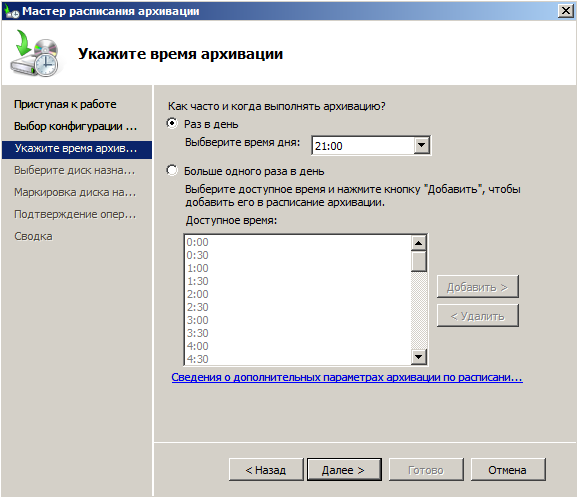 Мастер расписания архивации
Укажите время архивации
Приступая к работе
Выбор конфигурации ...
Укажите время архив...
Выберите диск назна...
Маркировка диска на...
Подтверждение опер...
Сводка
Как часто и когда выполнять архивацию?
Раз в день
Выбверите время дня:
21:00
Больше одного раза в день
Выберите доступное время и нажмите кнопку "Добавить", чтобы
добавить его в расписание архивации.
Доступное время:
0:00
0:30
1:00
1:30
2:00
2:30
3:00
3:30
4:00
4:30
Добавить >
< Удалить
Сведения о дополнительных параметрах архивации по расписани...
< Назад
Далее >
Готово
Отмена